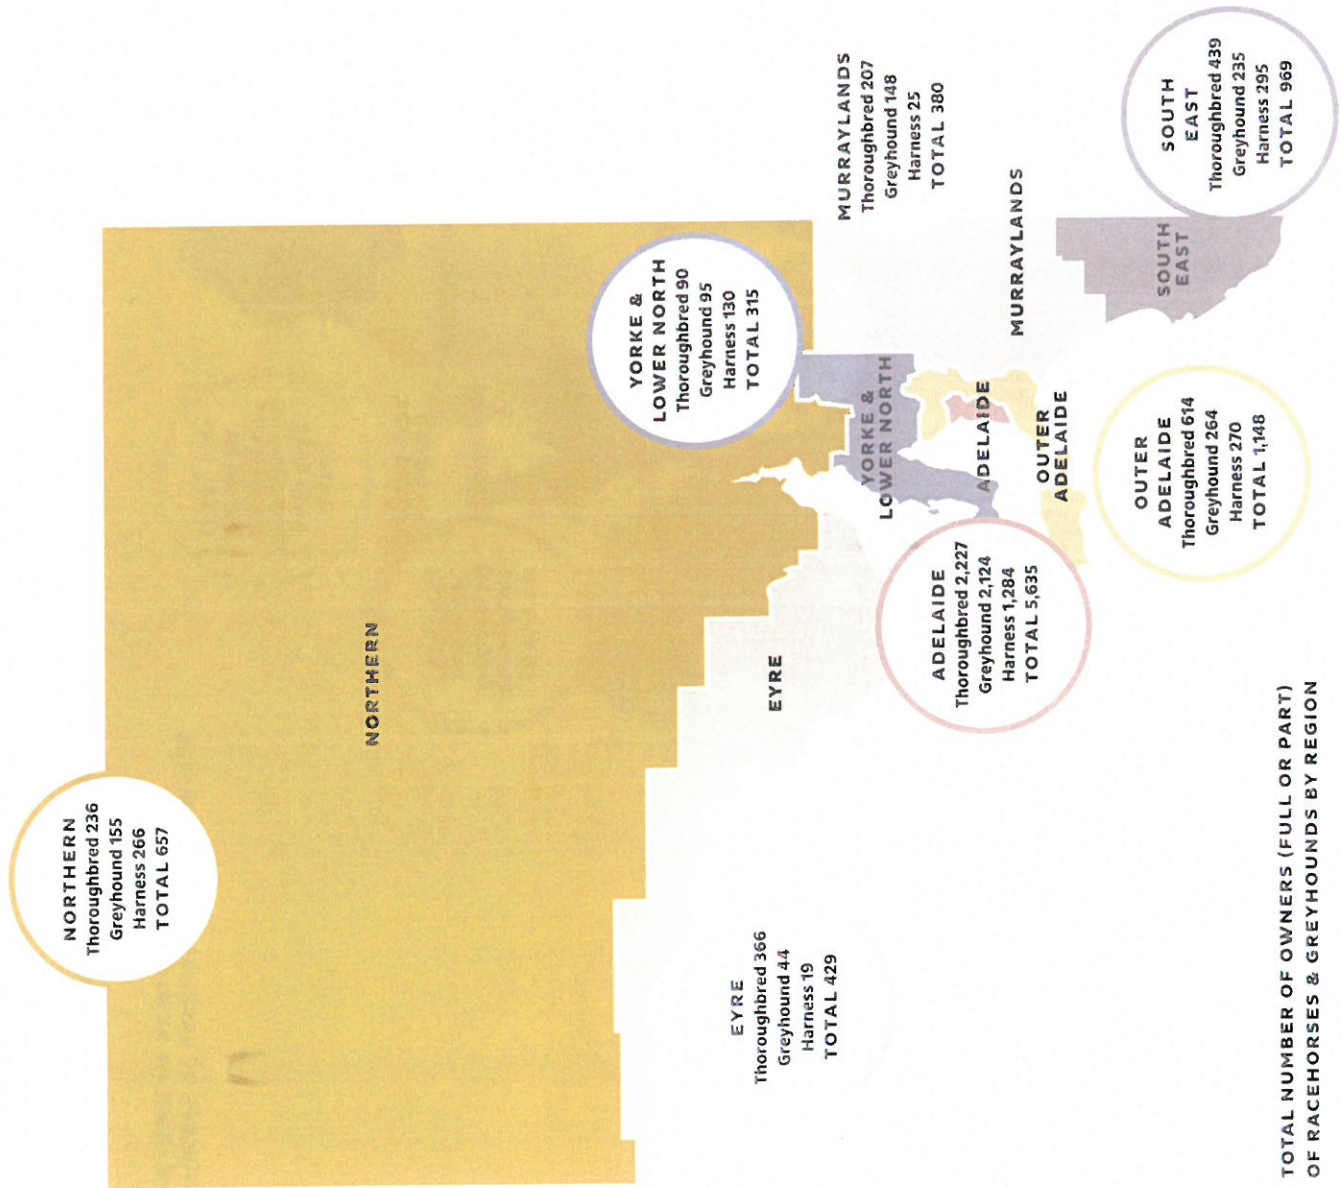 NORTHERN
Thoroughbred 236
Greyhound 155
Harness 266
TOTAL 657
NORTHERN
EYRE
Thoroughbred 366
Greyhound 44
Harness 19
TOTAL 429
EYRE
YORKE &
LOWER NORTH
Thoroughbred 90
Greyhound 95
Harness 130
TOTAL 315
YORKE &
LOWER NORTH
MURRAYLANDS
Thoroughbred 207
Greyhound 148
Harness 25
TOTAL 380
MURRAYLANDS
ADELAIDE
Thoroughbred 2,227
Greyhound 2,124
Harness 1,284
TOTAL 5,635
ADELAIDE
OUTER
ADELAIDE
OUTER
ADELAIDE
Thoroughbred 614
Greyhound 264
Harness 270
TOTAL 1,148
SOUTH
EAST
SOUTH
EAST
Thoroughbred 439
Greyhound 235
Harness 295
TOTAL 969
TOTAL NUMBER OF OWNERS (FULL OR PART)
OF RACEHORSES & GREYHOUNDS BY REGION